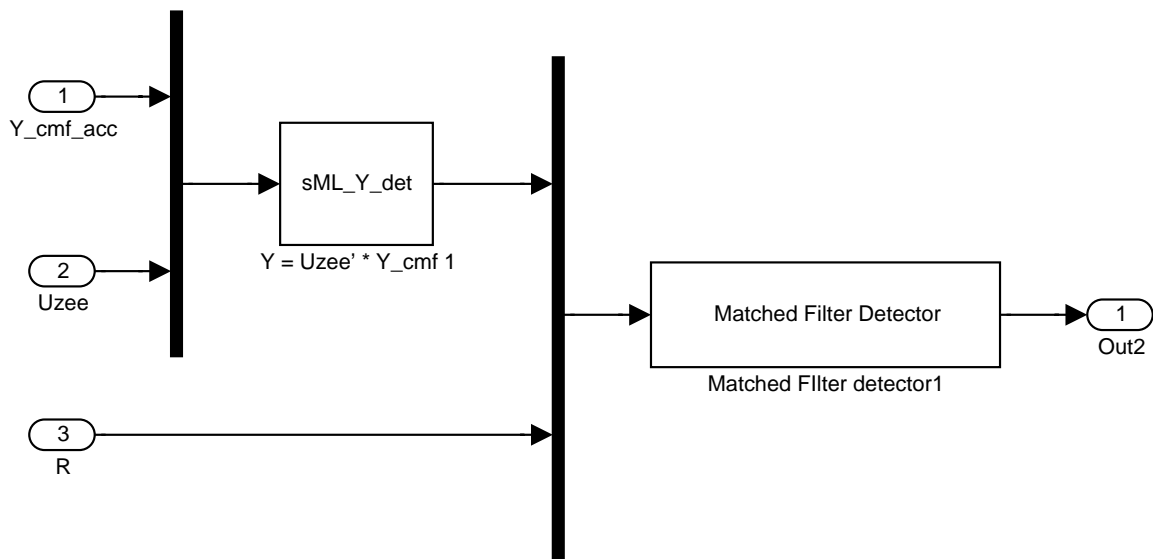 1
Y_cmf_acc
sML_Y_det
Y = Uzee’ * Y_cmf 1
2
Uzee
Matched Filter Detector
Matched FIlter detector1
1
Out2
3
R